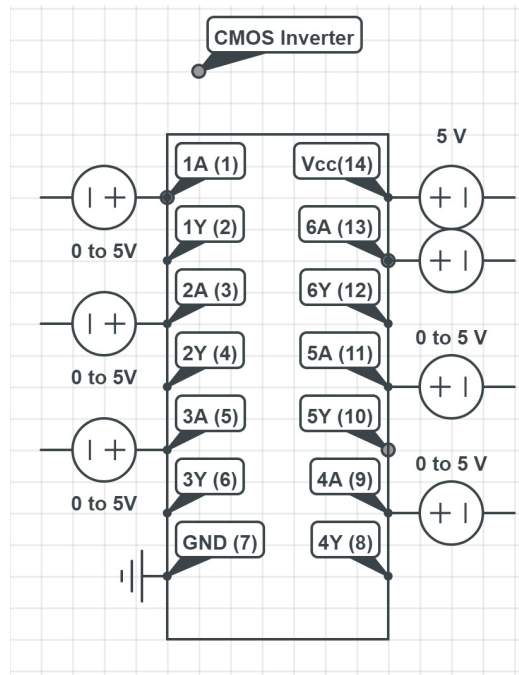 CMOS Inverter
5 V
1A (1)
Vcc(14)
1Y (2)
6A (13)
0 to 5V
2A (3)
6Y (12)
2Y (4)
5A (11)
0 to 5 V
0 to 5V
3A (5)
5Y (10)
3Y (6)
4A (9)
0 to 5 V
0 to 5V
GND (7)
4Y (8)